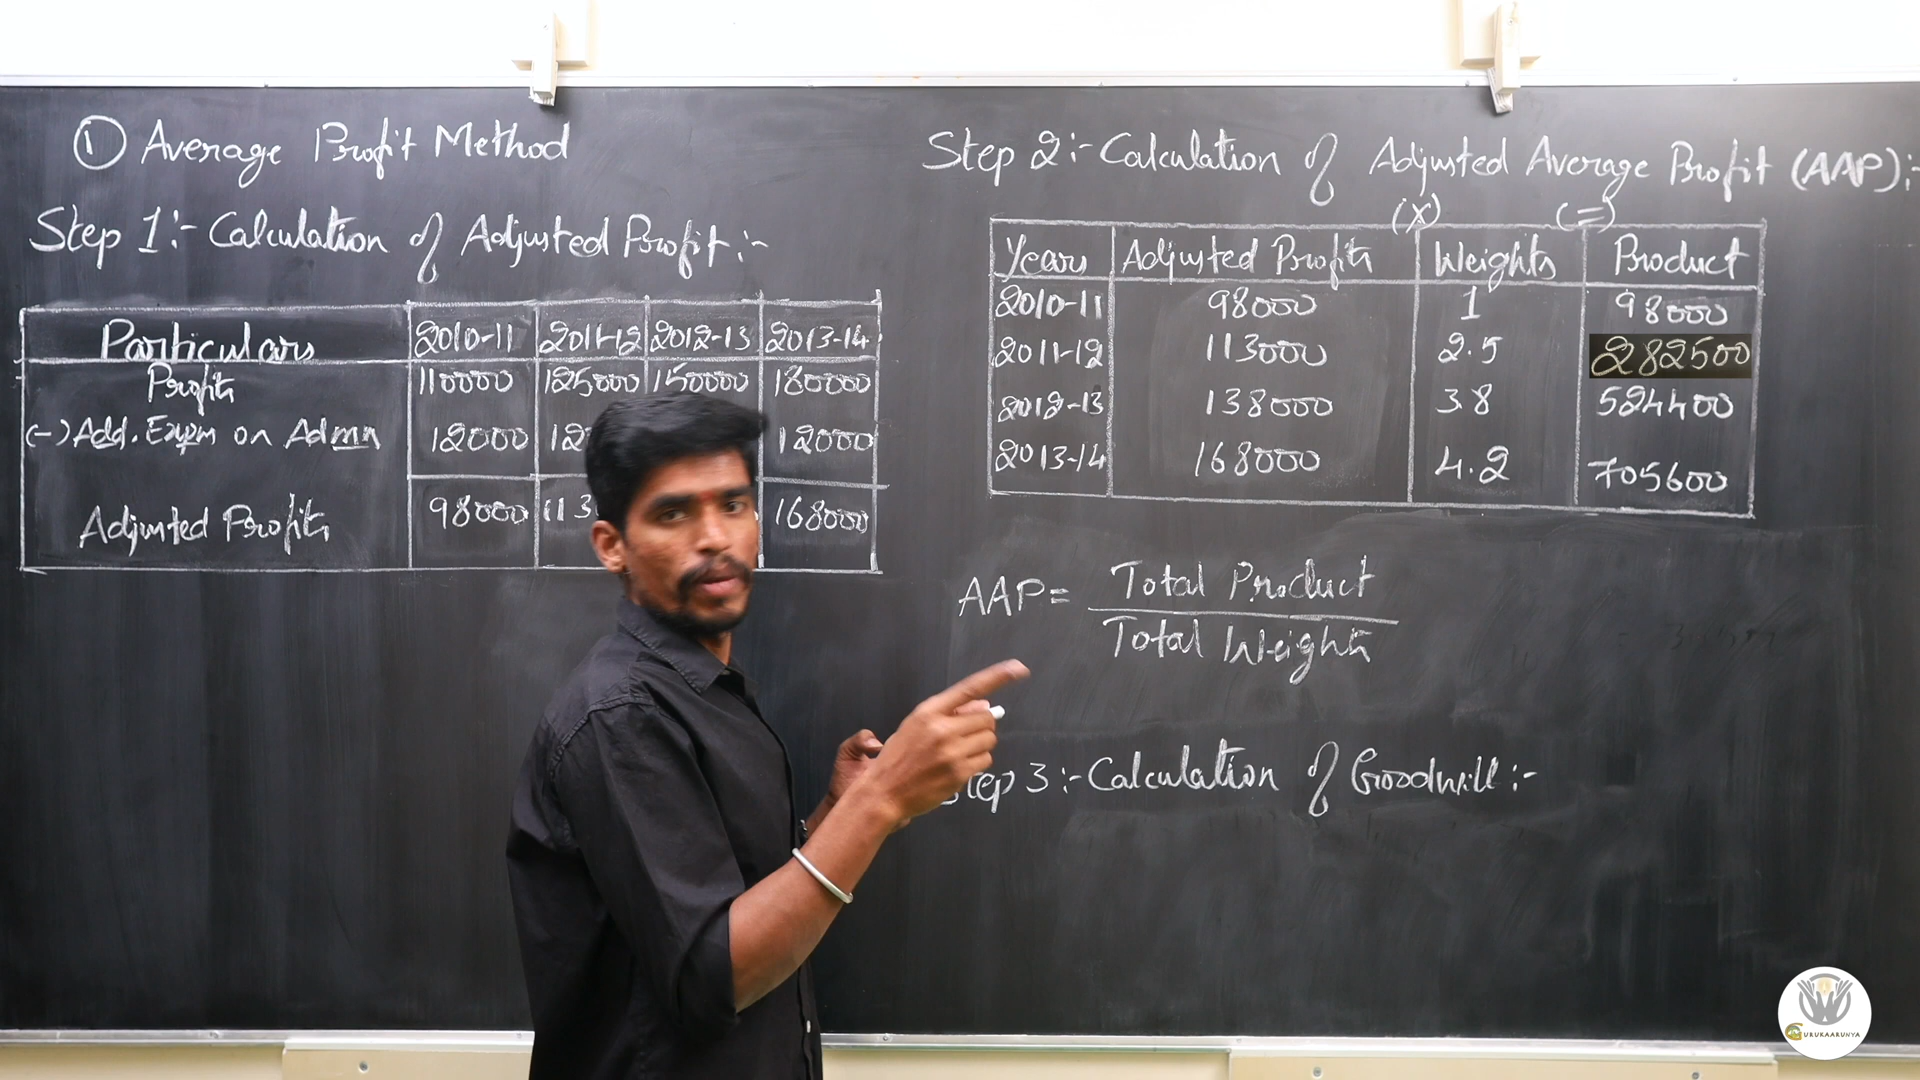 ① Average Profit Method
Step 1:- Calculation of Adjusted Profit:-
Particulars 2010-11 2011-12 2012-13 2013-14
Profits 110000 125000 150000 180000
(-) Add. Expn on Admn 12000 12 12000
Adjusted Profits 98000 113 168000
Step 2:- Calculation of Adjusted Average Profit (AAP):-
(X) (=)
Years Adjusted Profits Weights Product
2010-11 98000 1 98000
2011-12 113000 2.5 282500
2012-13 138000 3.8 524400
2013-14 168000 4.2 705600
AAP = Total Product
Total Weights
Step 3:- Calculation of Goodwill:-
GURUKAARUNYA